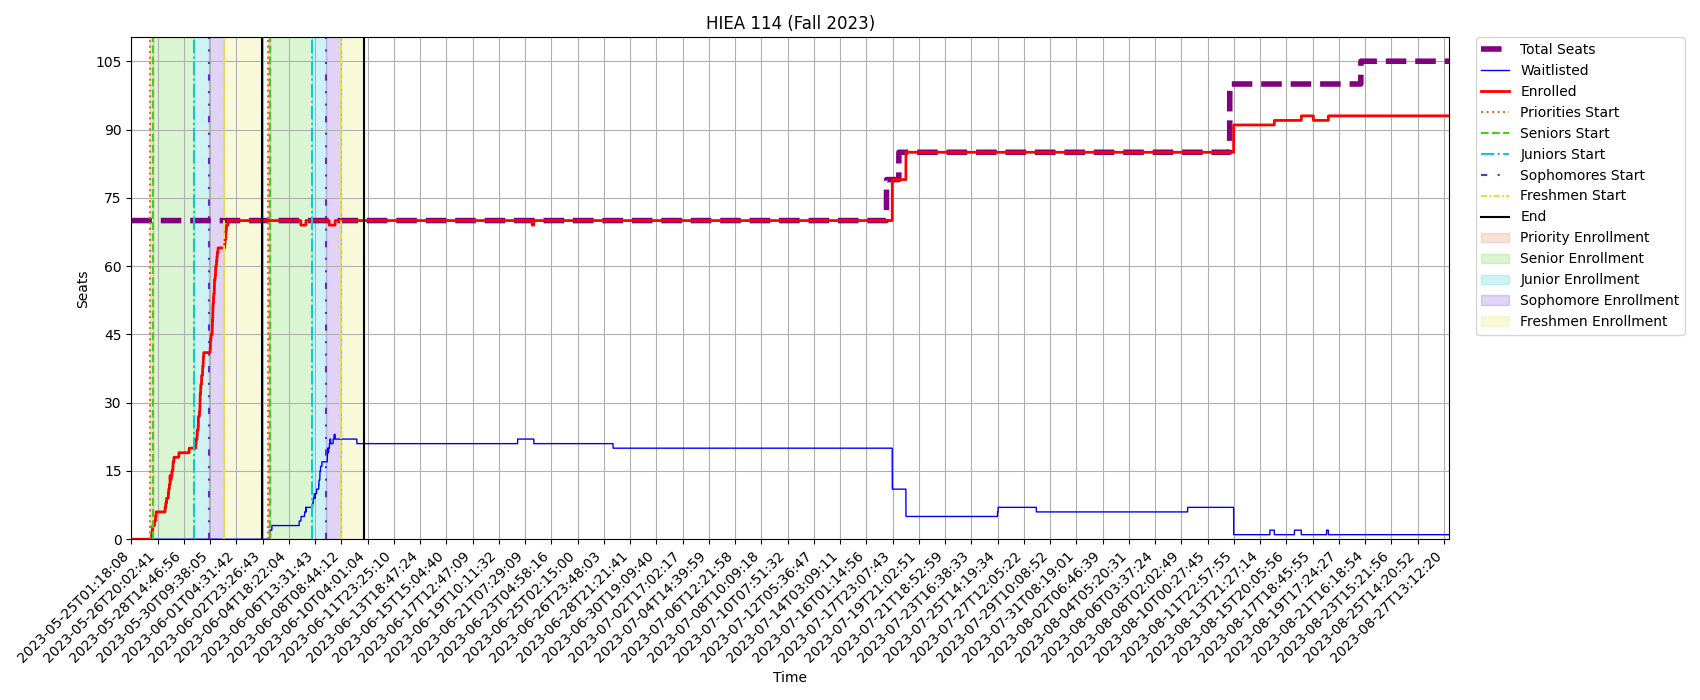 HIEA 114 (Fall 2023)
Total Seats
Waitlisted
Enrolled
Priorities Start
Seniors Start
Juniors Start
Sophomores Start
Freshmen Start
End
Priority Enrollment
Senior Enrollment
Junior Enrollment
Sophomore Enrollment
Freshmen Enrollment
Seats
105
90
75
60
45
30
15
0
2023-05-25T01:18:08
2023-05-26T20:02:41
2023-05-28T14:46:56
2023-05-30T09:38:05
2023-06-01T04:31:42
2023-06-02T23:26:43
2023-06-04T18:22:04
2023-06-06T13:31:43
2023-06-08T08:44:12
2023-06-10T04:01:04
2023-06-11T23:25:10
2023-06-13T18:47:24
2023-06-15T15:04:40
2023-06-17T12:47:09
2023-06-19T10:11:32
2023-06-21T07:29:09
2023-06-23T04:58:16
2023-06-25T02:15:00
2023-06-26T23:48:03
2023-06-28T21:21:41
2023-06-30T19:09:40
2023-07-02T17:02:17
2023-07-04T14:39:59
2023-07-06T12:21:58
2023-07-08T10:09:18
2023-07-10T07:51:32
2023-07-12T05:36:47
2023-07-14T03:09:11
2023-07-16T01:14:56
2023-07-17T23:07:43
2023-07-19T21:02:51
2023-07-21T18:52:59
2023-07-23T16:38:33
2023-07-25T14:19:34
2023-07-27T12:05:22
2023-07-29T10:08:52
2023-07-31T08:19:01
2023-08-02T06:46:39
2023-08-04T05:20:31
2023-08-06T03:37:24
2023-08-08T02:02:49
2023-08-10T00:27:45
2023-08-11T22:57:55
2023-08-13T21:27:14
2023-08-15T20:05:56
2023-08-17T18:45:55
2023-08-19T17:24:27
2023-08-21T16:18:54
2023-08-23T15:21:56
2023-08-25T14:20:52
2023-08-27T13:12:20
Time